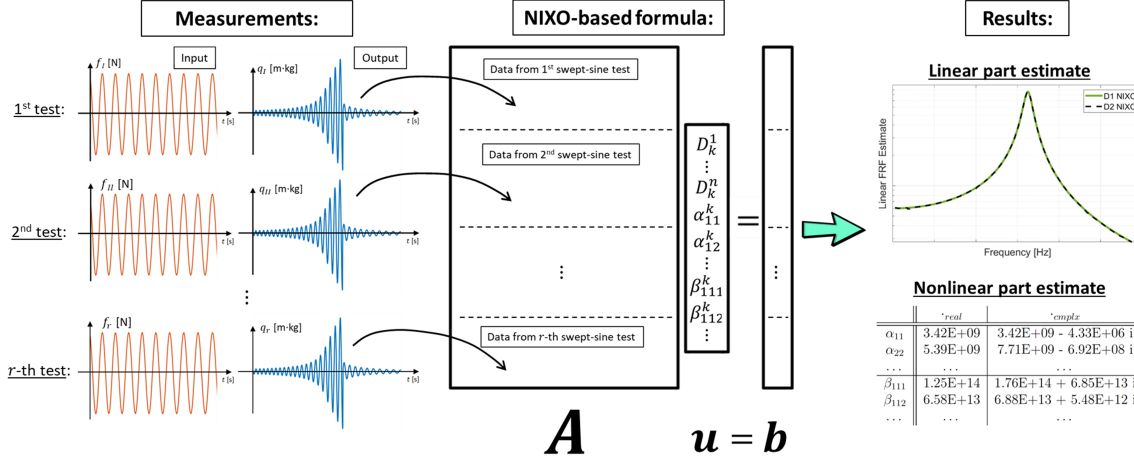 Measurements:
NIXO-based formula:
Results:
Input
Output
1st test:
f_I [N]
t [s]
q_I [m·kg]
t [s]
2nd test:
f_II [N]
t [s]
q_II [m·kg]
t [s]
⋮
r-th test:
f_r [N]
t [s]
q_r [m·kg]
t [s]
Data from 1st swept-sine test
Data from 2nd swept-sine test
⋮
Data from r-th swept-sine test
D_k^1
⋮
D_k^n
α_11^k
α_12^k
⋮
β_111^k
β_112^k
⋮
=
⋮
A u = b
Linear part estimate
D1 NIXO
D2 NIXO
Linear FRF Estimate
Frequency [Hz]
Nonlinear part estimate
·real ·cmplx
α11 3.42E+09 3.42E+09 - 4.33E+06 i
α22 5.39E+09 7.71E+09 - 6.92E+08 i
... ... ...
β111 1.25E+14 1.76E+14 + 6.85E+13 i
β112 6.58E+13 6.88E+13 + 5.48E+12 i
... ... ...